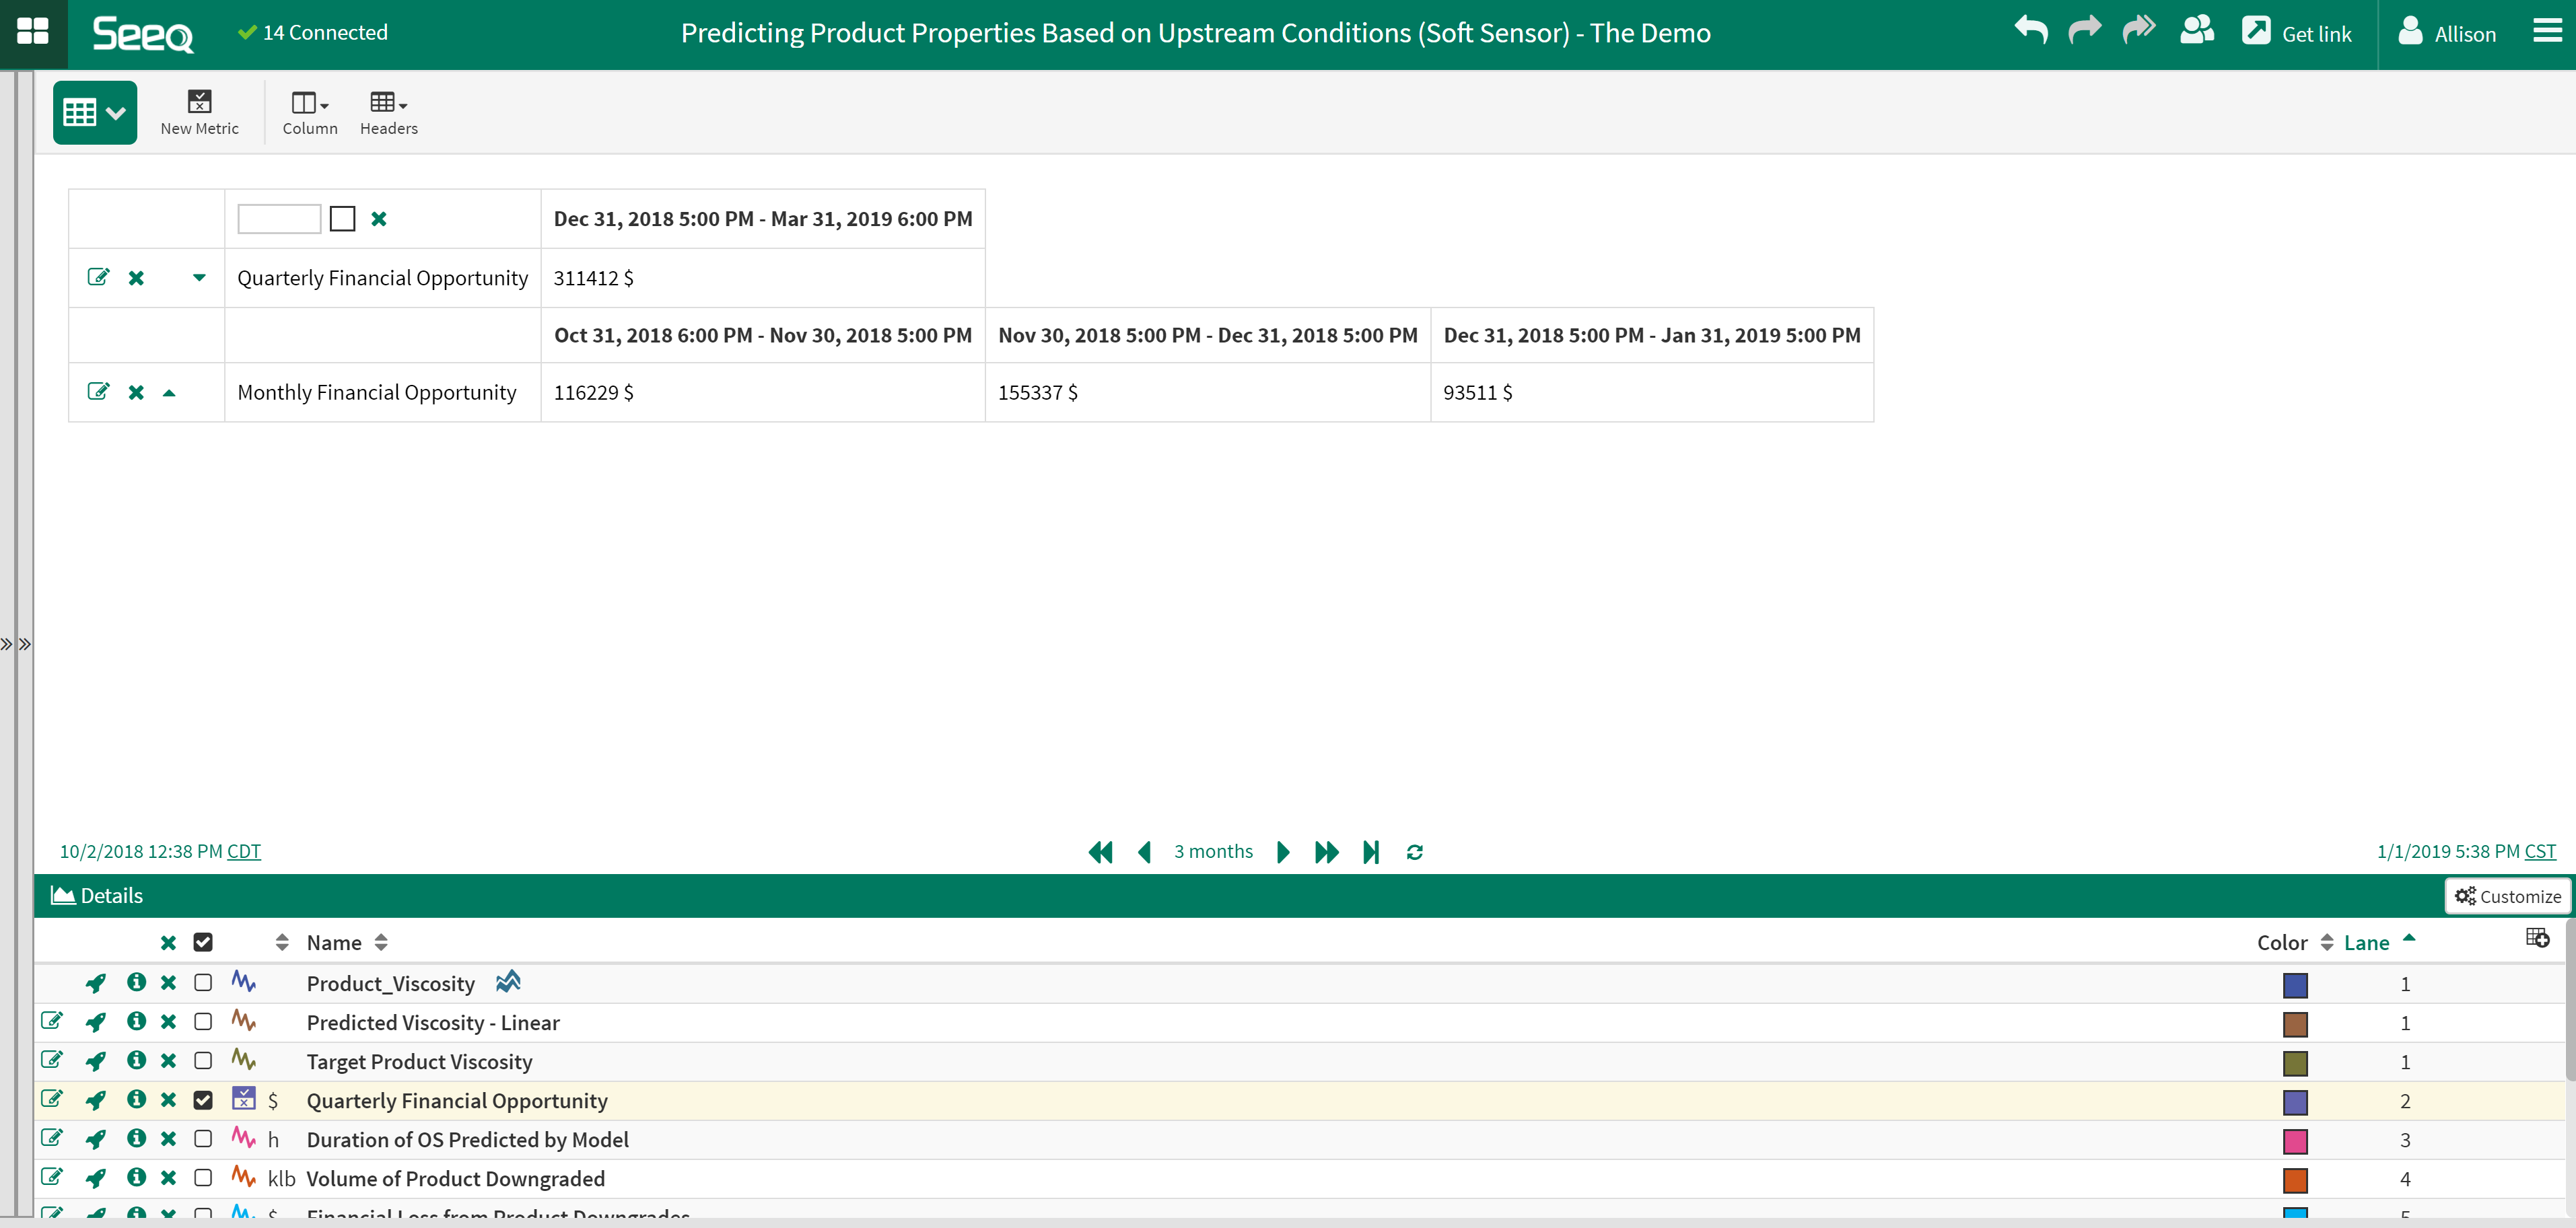 Seeq 14 Connected Predicting Product Properties Based on Upstream Conditions (Soft Sensor) - The Demo Get link Allison
New Metric Column Headers
Dec 31, 2018 5:00 PM - Mar 31, 2019 6:00 PM
Quarterly Financial Opportunity 311412 $
Oct 31, 2018 6:00 PM - Nov 30, 2018 5:00 PM Nov 30, 2018 5:00 PM - Dec 31, 2018 5:00 PM Dec 31, 2018 5:00 PM - Jan 31, 2019 5:00 PM
Monthly Financial Opportunity 116229 $ 155337 $ 93511 $
10/2/2018 12:38 PM CDT 3 months 1/1/2019 5:38 PM CST
Details Customize
Name Color Lane
Product_Viscosity 1
Predicted Viscosity - Linear 1
Target Product Viscosity 1
$ Quarterly Financial Opportunity 2
h Duration of OS Predicted by Model 3
klb Volume of Product Downgraded 4
$ Financial Loss from Product Downgrades 5